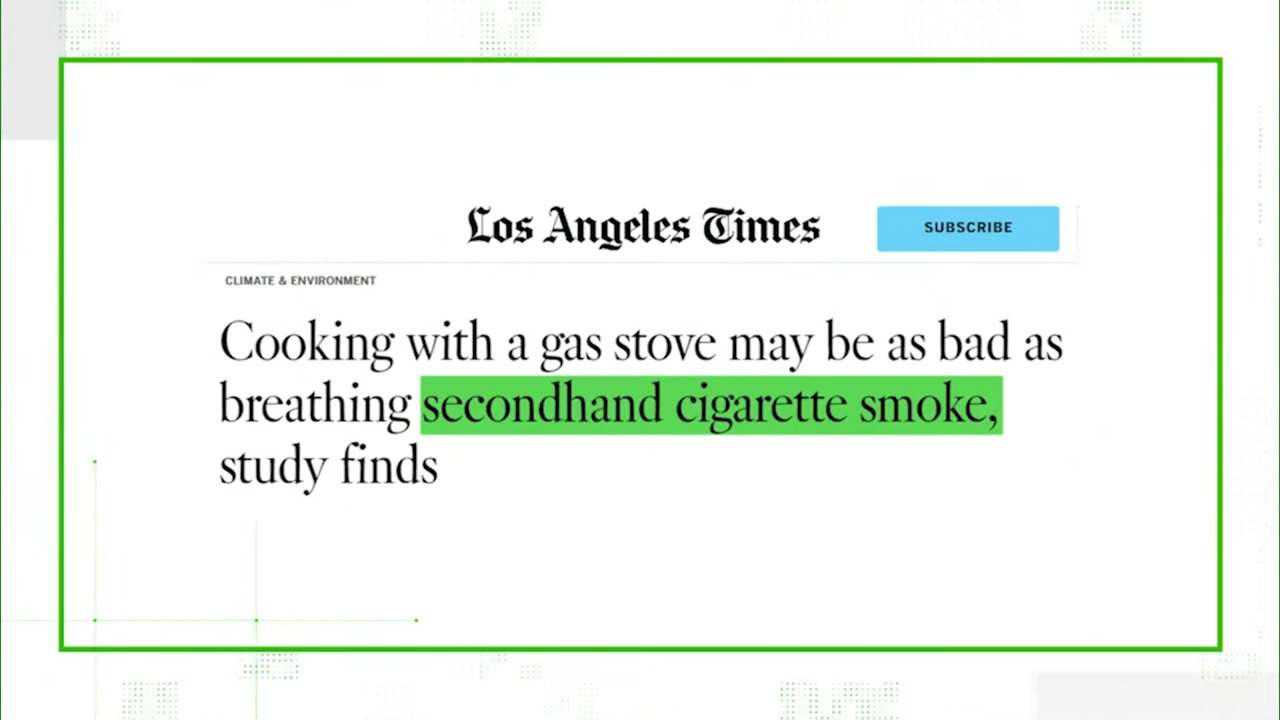 Los Angeles Times
SUBSCRIBE
CLIMATE & ENVIRONMENT
Cooking with a gas stove may be as bad as
breathing secondhand cigarette smoke,
study finds